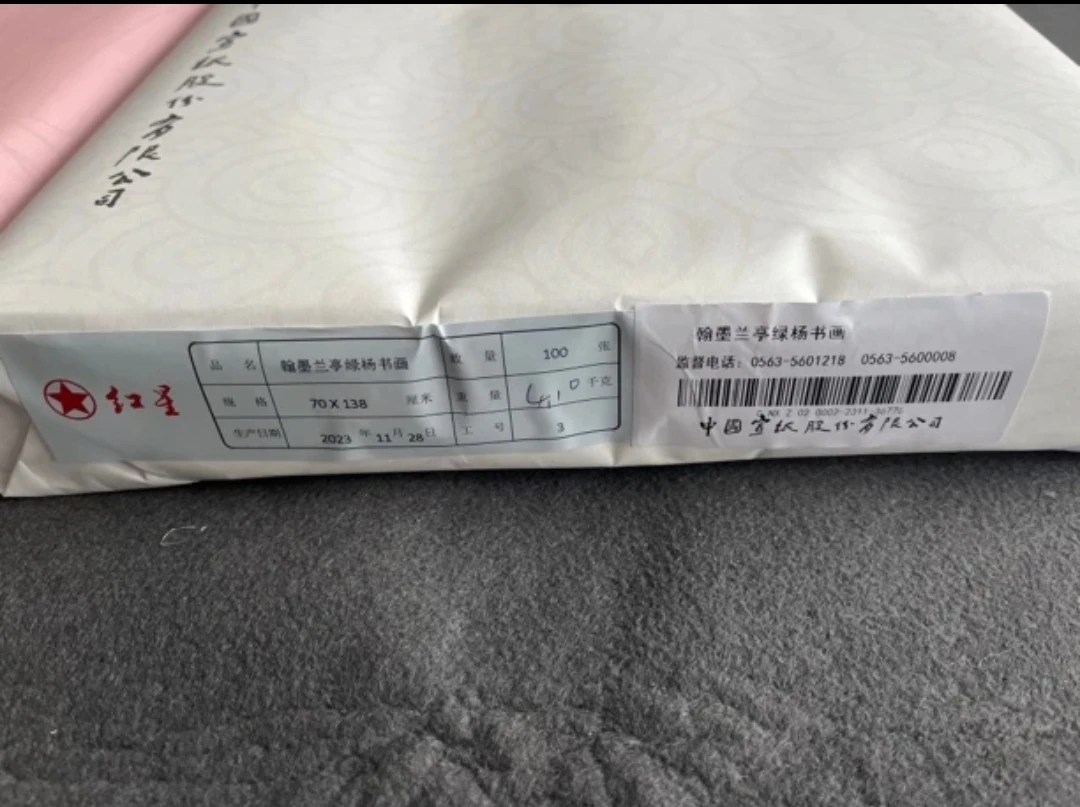 中国宣纸股份有限公司
红星
品 名 翰墨兰亭绿杨书画 数 量 100 张
规 格 70 X 138 厘米 重 量 千克
生产日期 2023 年 11 月 28 日 工 号 3
翰墨兰亭绿杨书画
监督电话：0563-5601218 0563-5600008
中国宣纸股份有限公司